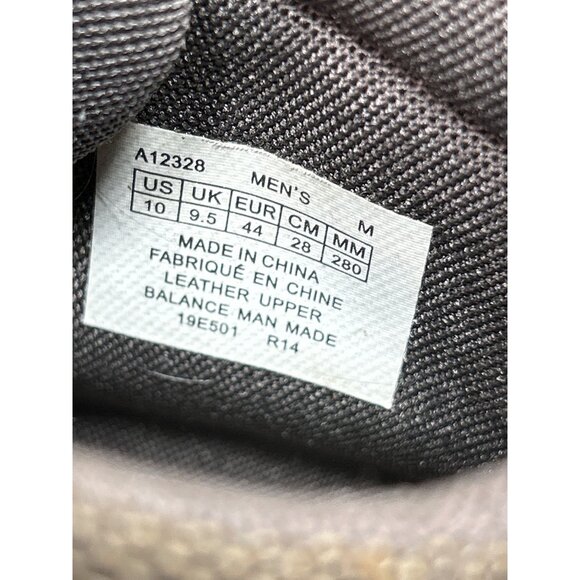 A12328 MEN'S M
US UK EUR CM MM
10 9.5 44 28 280
MADE IN CHINA
FABRIQUÉ EN CHINE
LEATHER UPPER
BALANCE MAN MADE
19E501 R14